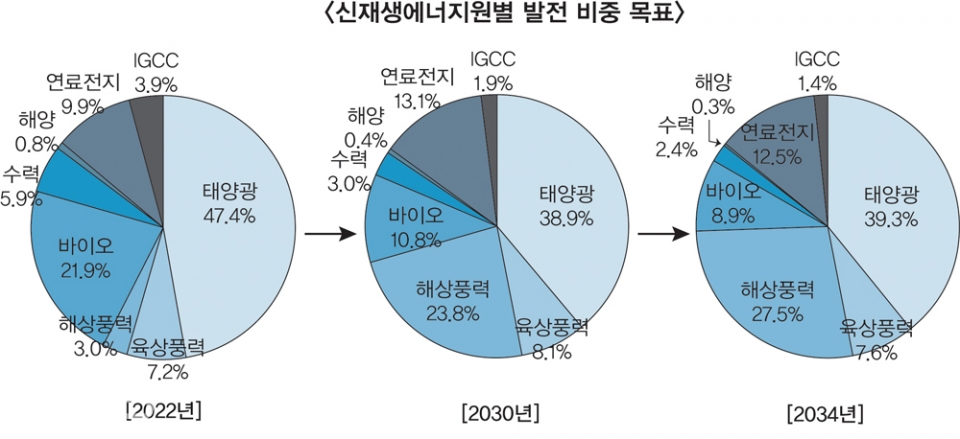 〈신재생에너지원별 발전 비중 목표〉
IGCC
3.9%
연료전지
9.9%
해양
0.8%
수력
5.9%
바이오
21.9%
해상풍력
3.0%
육상풍력
7.2%
태양광
47.4%
[2022년]
IGCC
1.9%
연료전지
13.1%
해양
0.4%
수력
3.0%
바이오
10.8%
해상풍력
23.8%
육상풍력
8.1%
태양광
38.9%
[2030년]
IGCC
1.4%
해양
0.3%
수력
2.4%
연료전지
12.5%
바이오
8.9%
해상풍력
27.5%
육상풍력
7.6%
태양광
39.3%
[2034년]